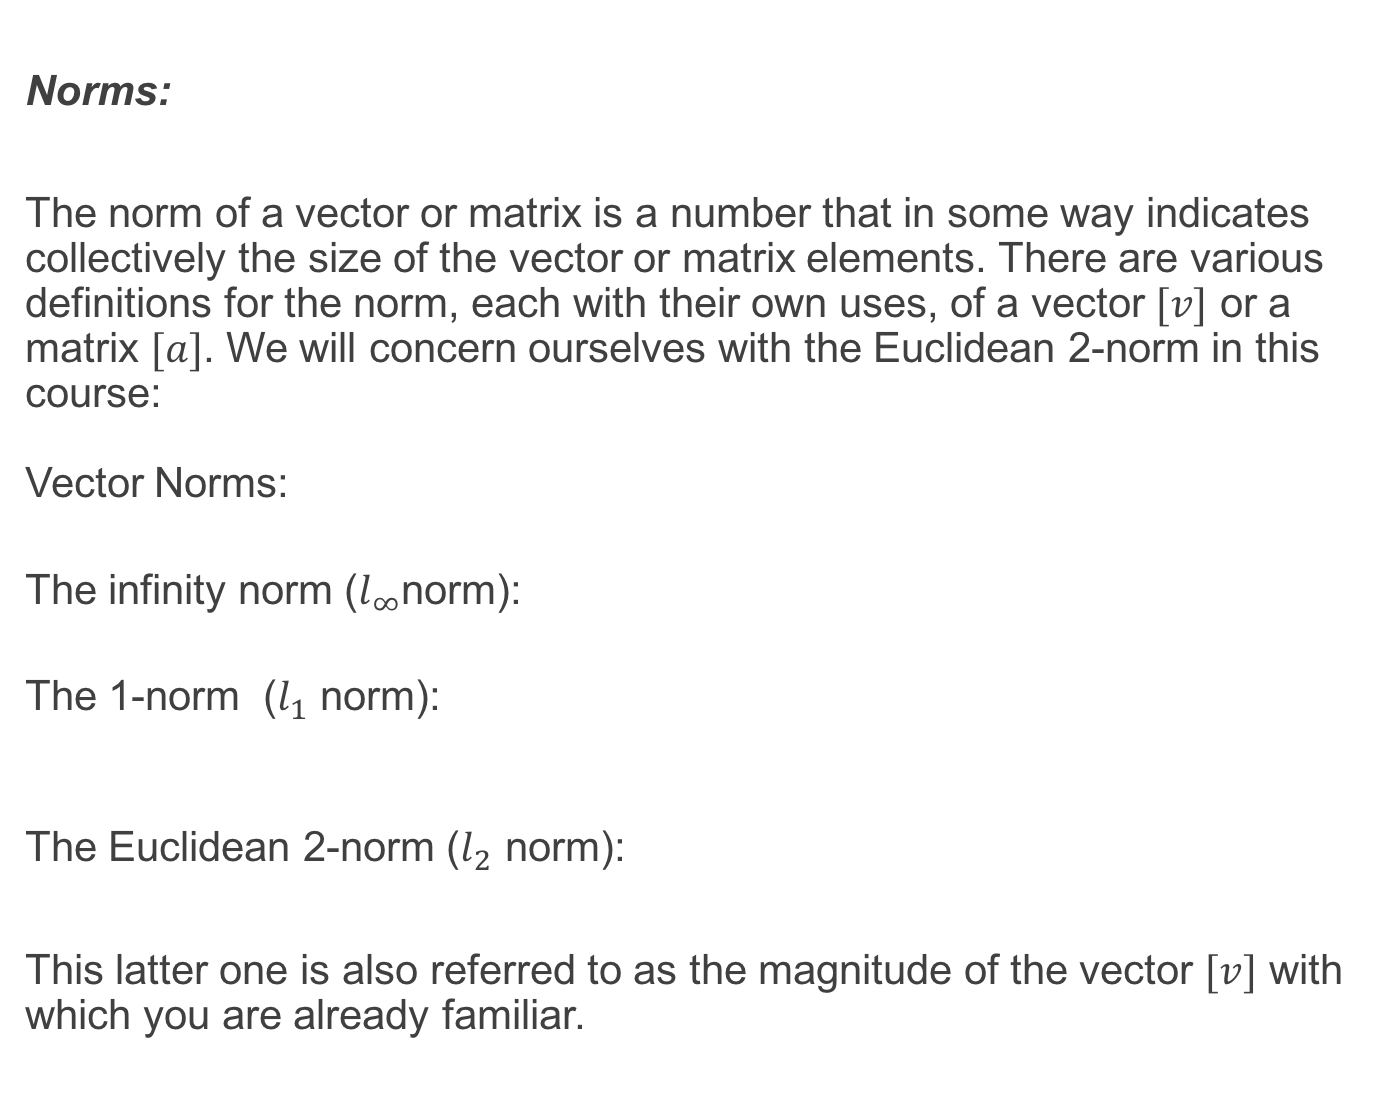 Norms:
The norm of a vector or matrix is a number that in some way indicates
collectively the size of the vector or matrix elements. There are various
definitions for the norm, each with their own uses, of a vector [v] or a
matrix [a]. We will concern ourselves with the Euclidean 2-norm in this
course:
Vector Norms:
The infinity norm (l∞norm):
The 1-norm  (l₁ norm):
The Euclidean 2-norm (l₂ norm):
This latter one is also referred to as the magnitude of the vector [v] with
which you are already familiar.